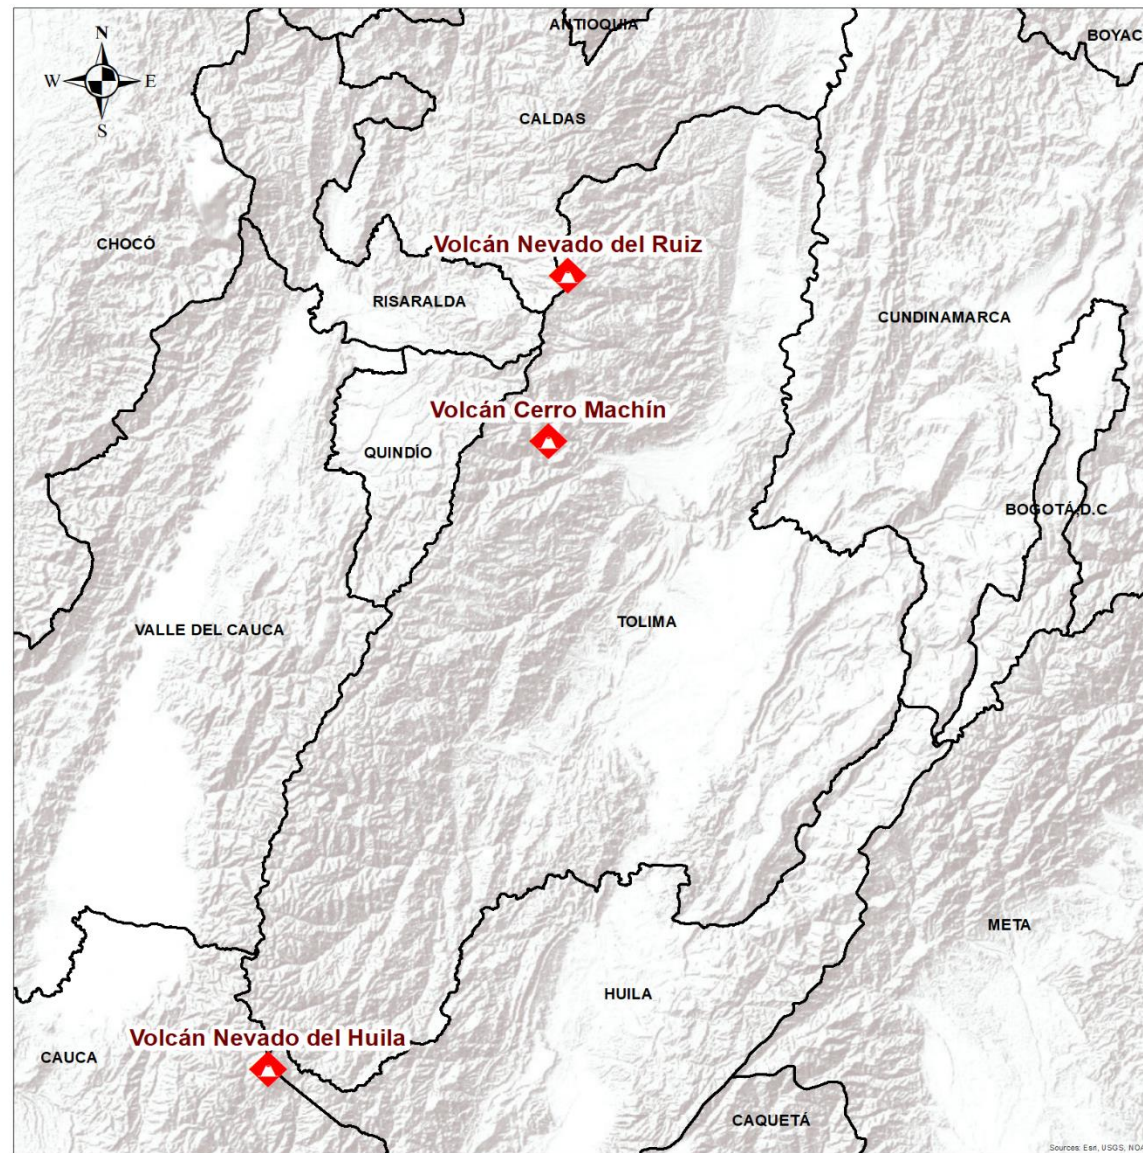 ANTIOQUIA
BOYAC
N
W E
S
CALDAS
CHOCÓ
Volcán Nevado del Ruiz
RISARALDA
CUNDINAMARCA
Volcán Cerro Machín
QUINDÍO
BOGOTÁ,D.C
TOLIMA
VALLE DEL CAUCA
META
HUILA
Volcán Nevado del Huila
CAUCA
CAQUETÁ
Sources: Esri, USGS, NOA